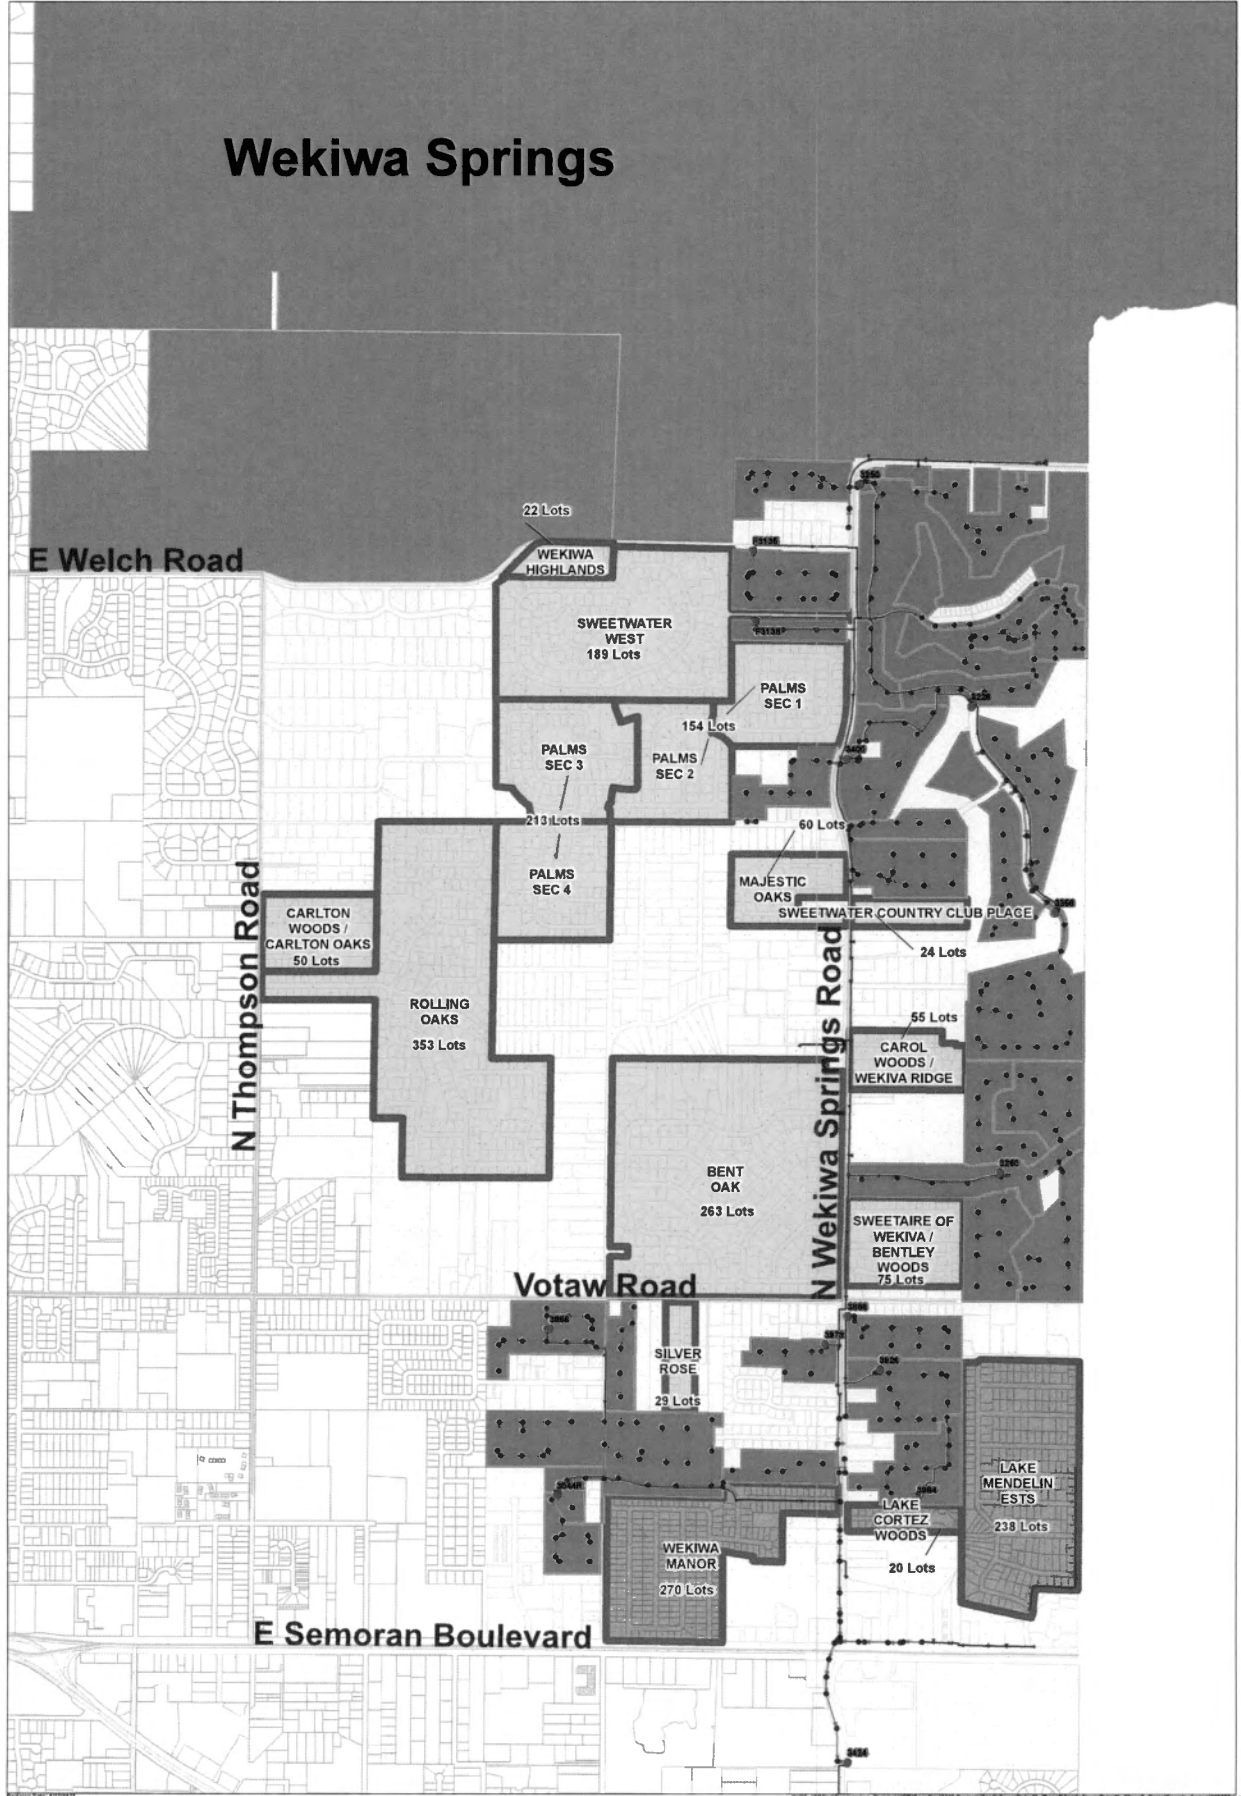 Wekiwa Springs
3250
22 Lots
E Welch Road
WEKIWA
HIGHLANDS
F3135
SWEETWATER
WEST
189 Lots
PALMS
SEC 1
154 Lots
PALMS
SEC 3
PALMS
SEC 2
213 Lots
60 Lots
PALMS
SEC 4
MAJESTIC
OAKS
SWEETWATER COUNTRY CLUB PLACE
24 Lots
N Thompson Road
CARLTON
WOODS /
CARLTON OAKS
50 Lots
ROLLING
OAKS
353 Lots
N Wekiwa Springs Road
55 Lots
CAROL
WOODS /
WEKIVA RIDGE
BENT
OAK
263 Lots
SWEETAIRE OF
WEKIVA /
BENTLEY
WOODS
75 Lots
Votaw Road
SILVER
ROSE
29 Lots
LAKE
MENDELIN
ESTS
238 Lots
LAKE
CORTEZ
WOODS
20 Lots
WEKIWA
MANOR
270 Lots
E Semoran Boulevard
3424